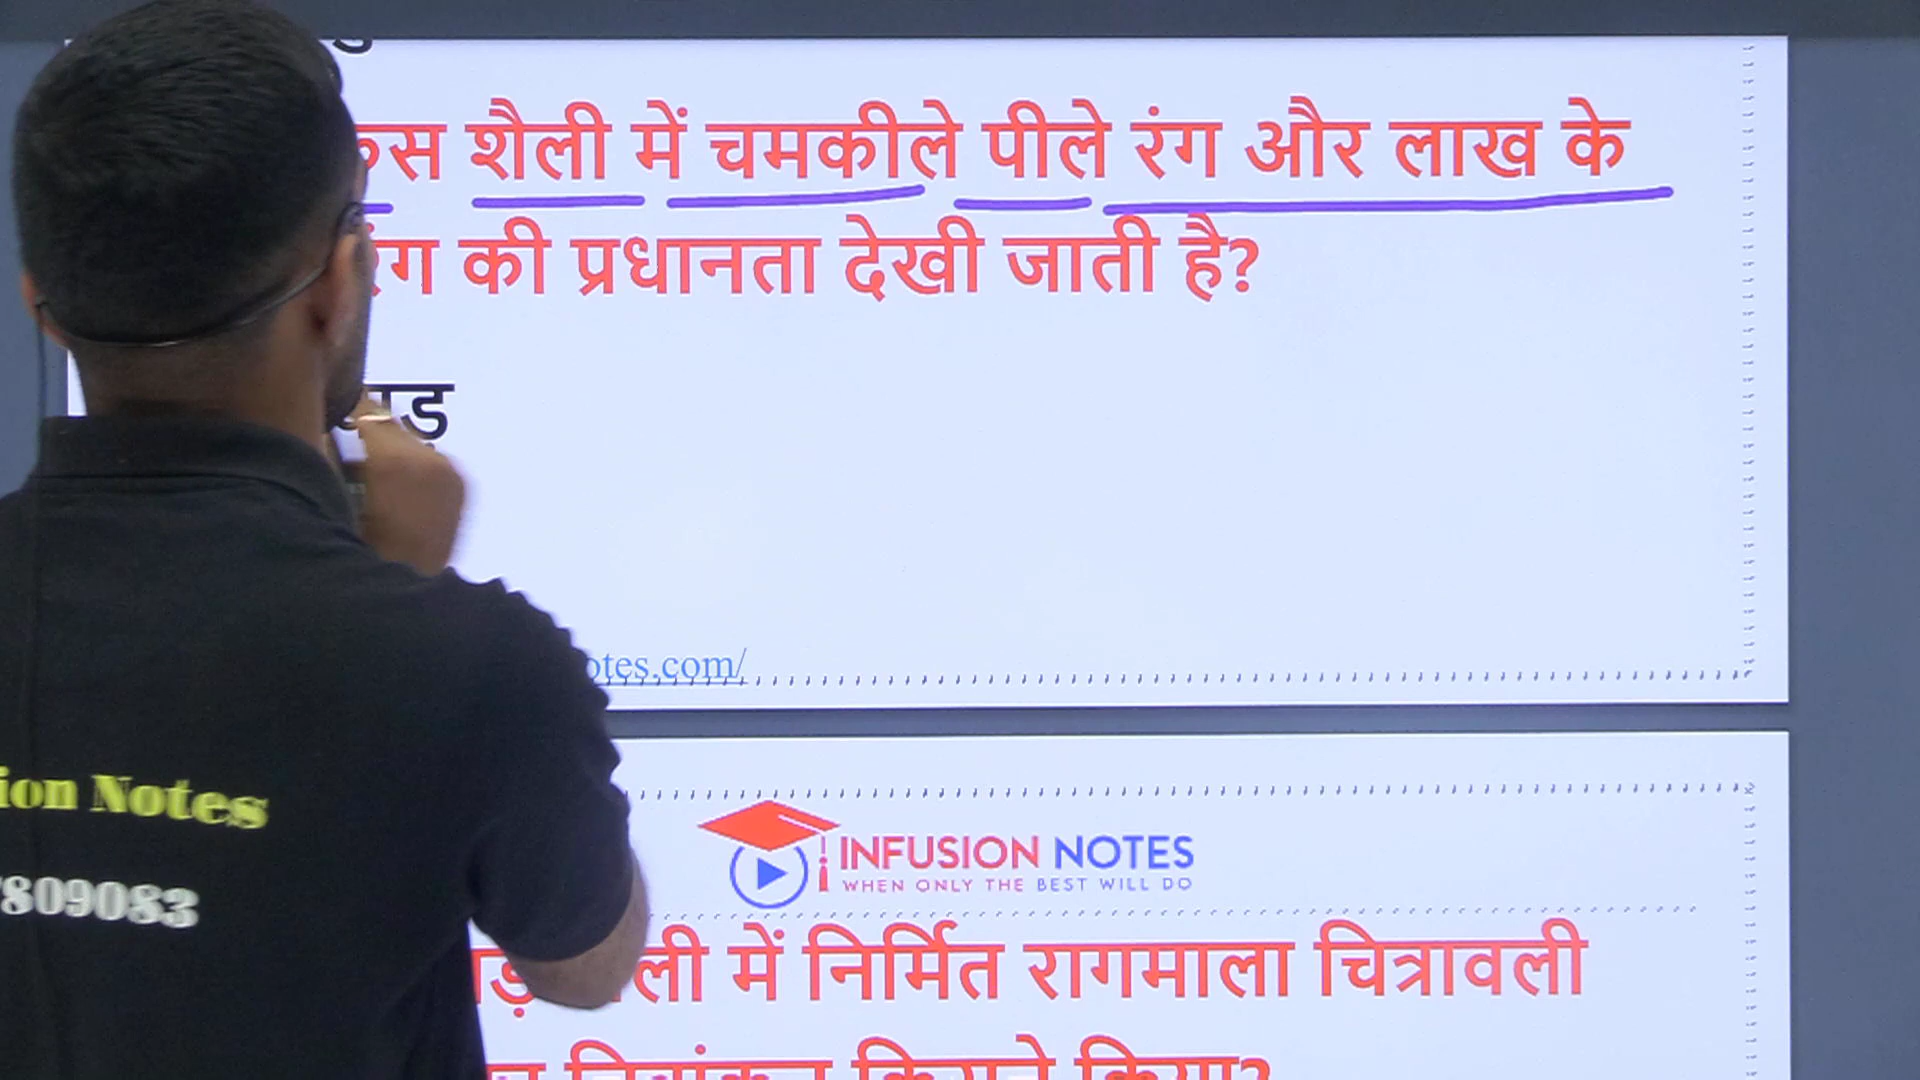 शैली में चमकीले पीले रंग और लाख के
की प्रधानता देखी जाती है?
otes.com/
INFUSION NOTES
WHEN ONLY THE BEST WILL DO
में निर्मित रागमाला चित्रावली
किसने किया?
ion Notes
809083